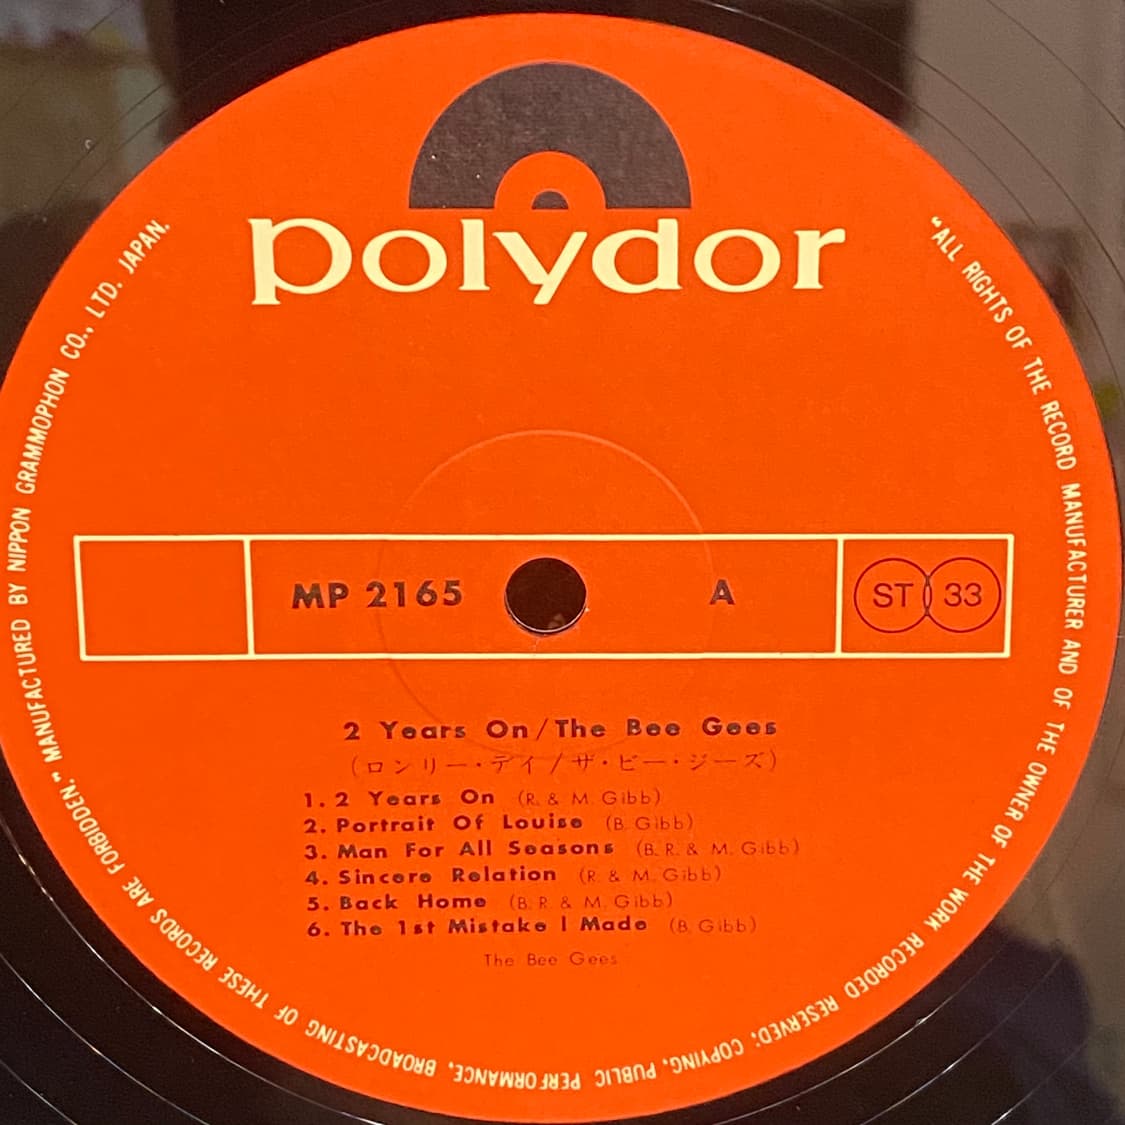 polydor
"ALL RIGHTS OF THE RECORD MANUFACTURER AND OF THE OWNER OF THE WORK RECORDED RESERVED; COPYING, PUBLIC PERFORMANCE, BROADCASTING OF THESE RECORDS ARE FORBIDDEN." MANUFACTURED BY NIPPON GRAMMOPHON CO., LTD. JAPAN.
MP 2165 A ST 33
2 Years On/The Bee Gees
(ロンリー・デイ/ザ・ビー・ジーズ)
1. 2 Years On (R. & M. Gibb)
2. Portrait Of Louise (B. Gibb)
3. Man For All Seasons (B. R. & M. Gibb)
4. Sincere Relation (R. & M. Gibb)
5. Back Home (B. R. & M. Gibb)
6. The 1st Mistake I Made (B. Gibb)
The Bee Gees